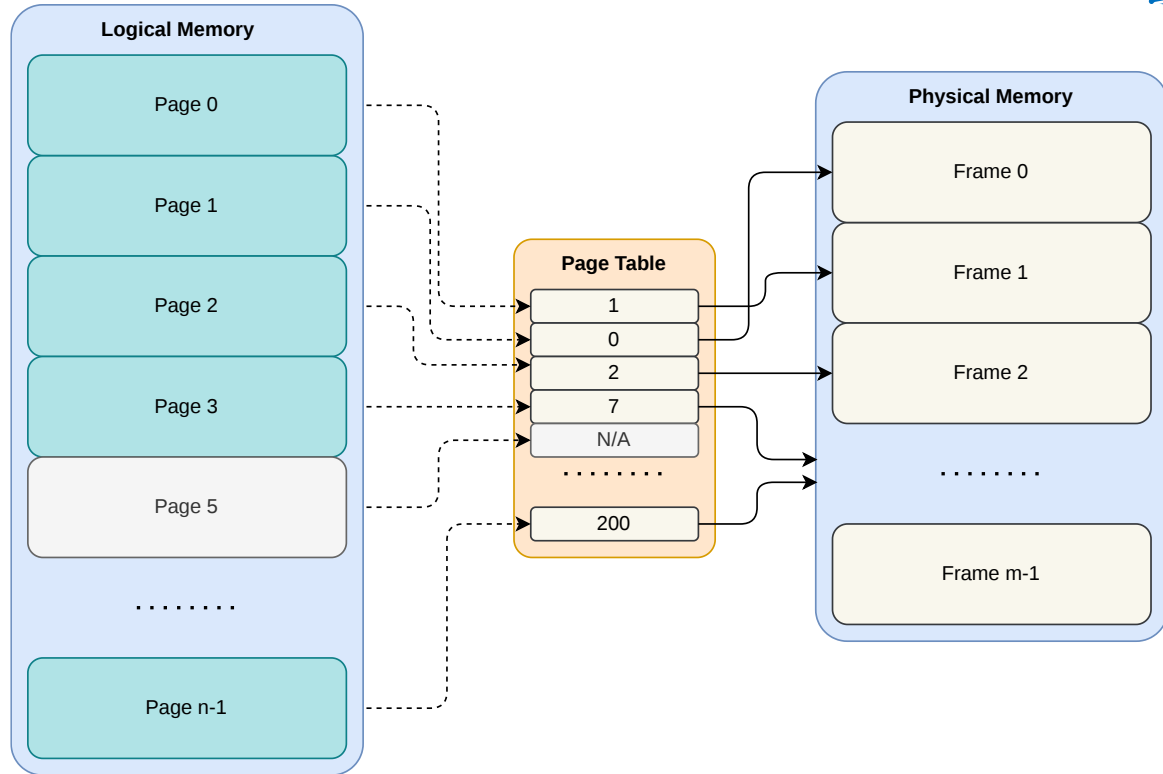 Logical Memory
Page 0
Page 1
Page 2
Page 3
Page 5
. . . . . . . .
Page n-1
Page Table
1
0
2
7
N/A
. . . . . . . .
200
Physical Memory
Frame 0
Frame 1
Frame 2
. . . . . . . .
Frame m-1